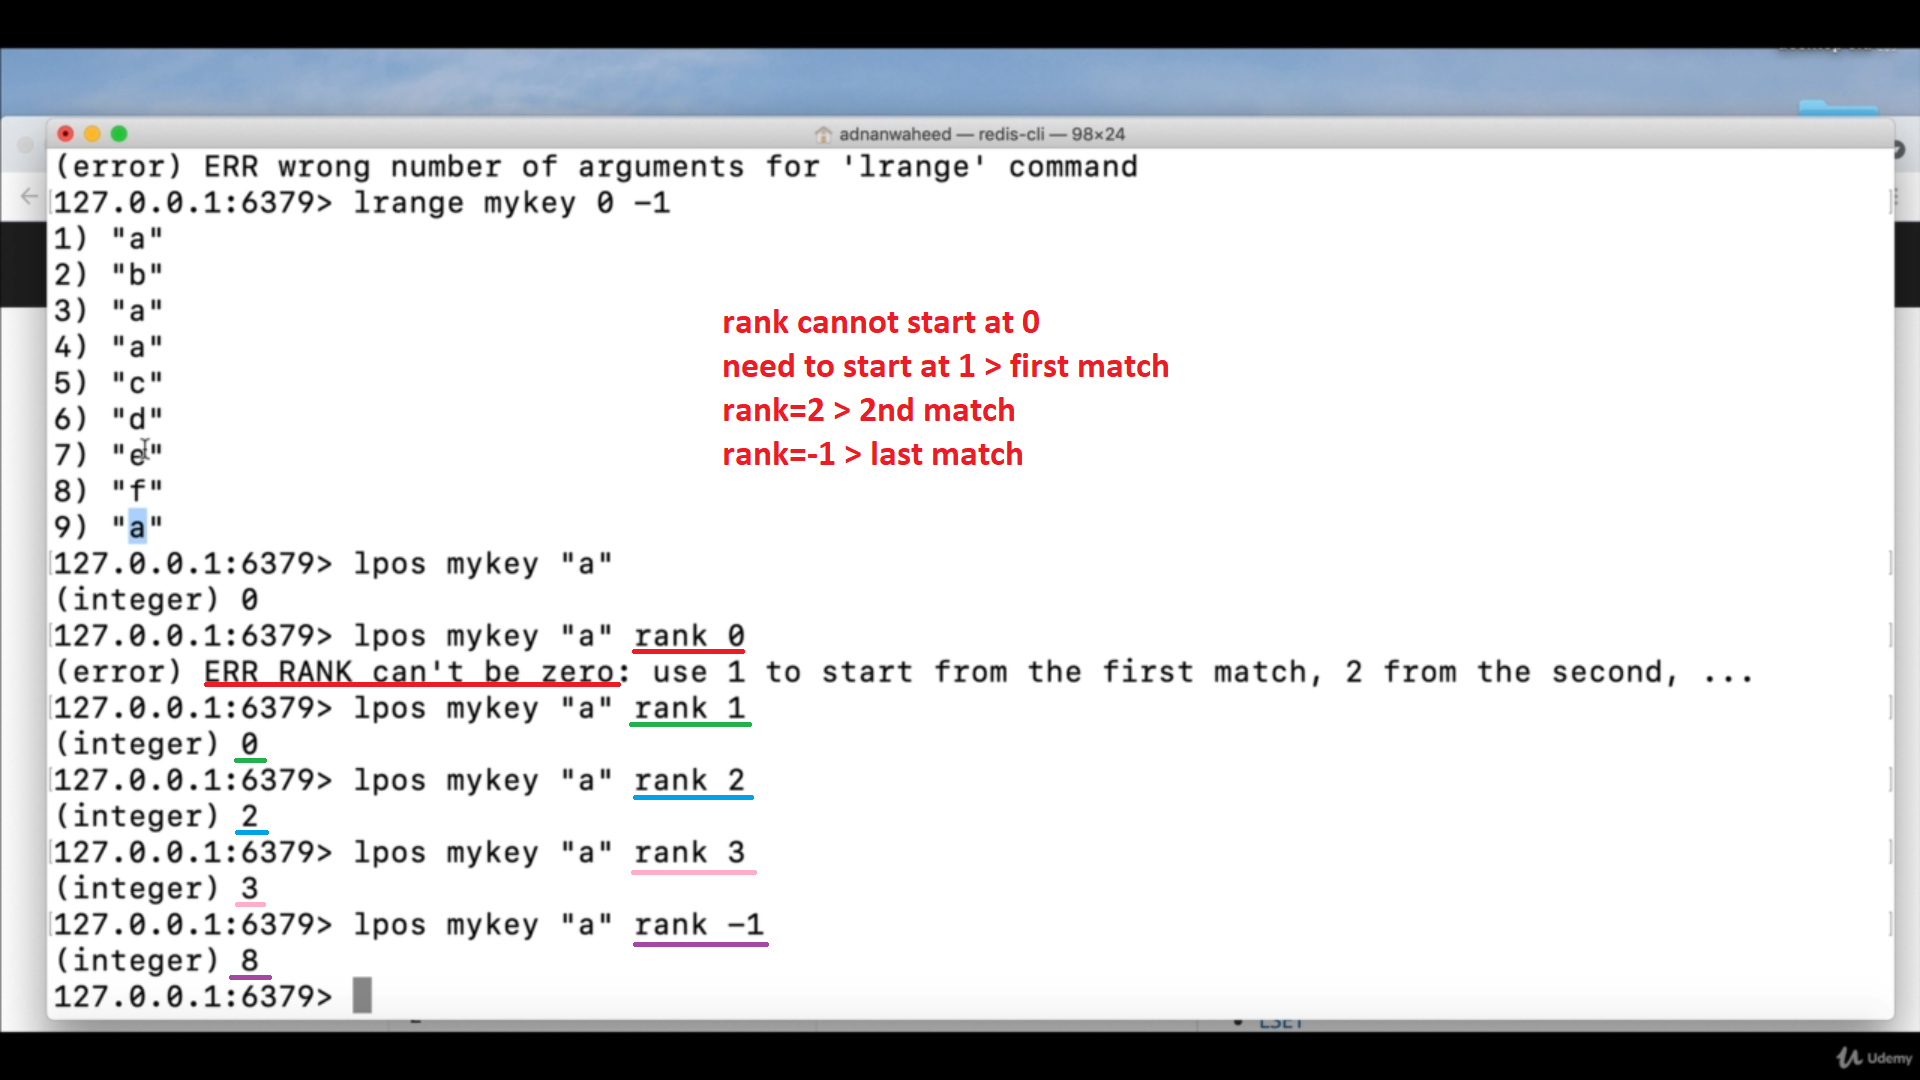 adnanwaheed — redis-cli — 98×24
(error) ERR wrong number of arguments for 'lrange' command
127.0.0.1:6379> lrange mykey 0 -1
1) "a"
2) "b"
3) "a"
4) "a"
5) "c"
6) "d"
7) "e"
8) "f"
9) "a"
rank cannot start at 0
need to start at 1 > first match
rank=2 > 2nd match
rank=-1 > last match
127.0.0.1:6379> lpos mykey "a"
(integer) 0
127.0.0.1:6379> lpos mykey "a" rank 0
(error) ERR RANK can't be zero: use 1 to start from the first match, 2 from the second, ...
127.0.0.1:6379> lpos mykey "a" rank 1
(integer) 0
127.0.0.1:6379> lpos mykey "a" rank 2
(integer) 2
127.0.0.1:6379> lpos mykey "a" rank 3
(integer) 3
127.0.0.1:6379> lpos mykey "a" rank -1
(integer) 8
127.0.0.1:6379>
LSET
Udemy